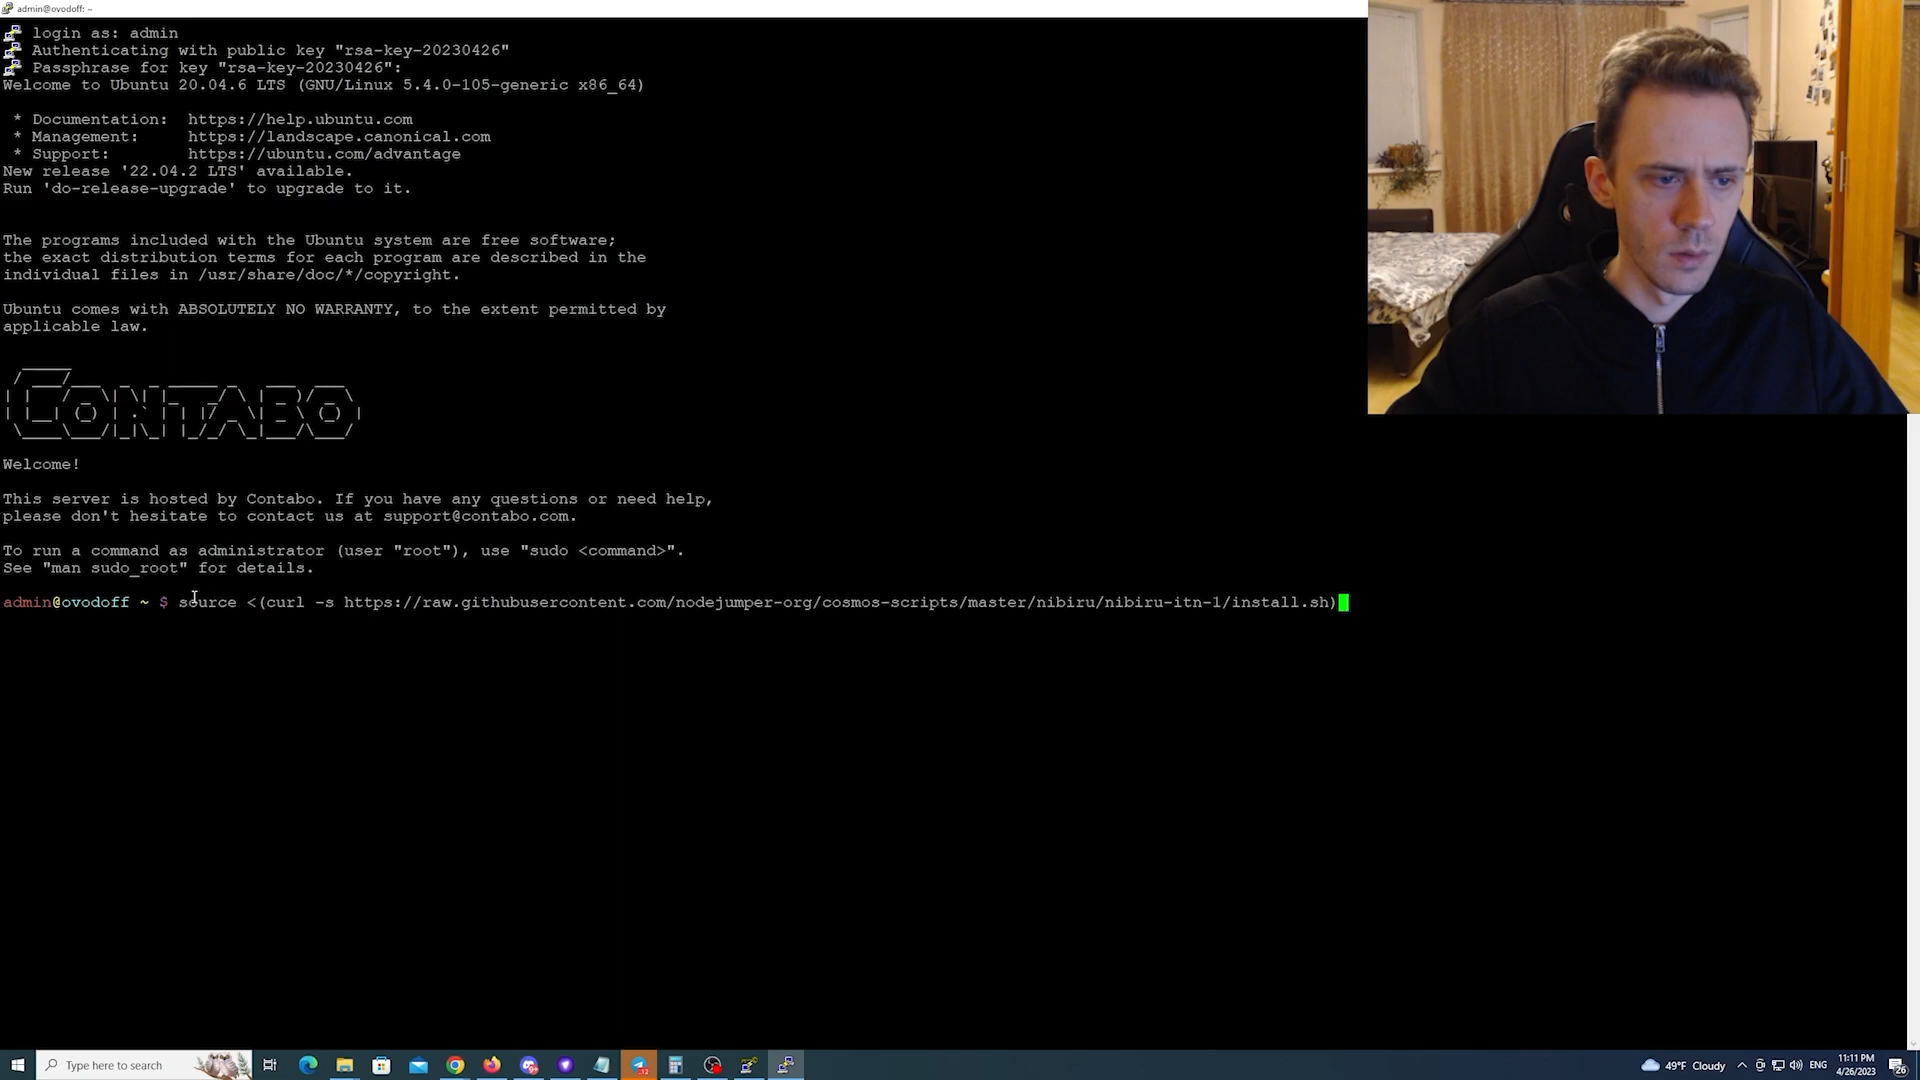 admin@ovodoff: ~
login as: admin
Authenticating with public key "rsa-key-20230426"
Passphrase for key "rsa-key-20230426":
Welcome to Ubuntu 20.04.6 LTS (GNU/Linux 5.4.0-105-generic x86_64)
* Documentation:  https://help.ubuntu.com
* Management:     https://landscape.canonical.com
* Support:        https://ubuntu.com/advantage
New release '22.04.2 LTS' available.
Run 'do-release-upgrade' to upgrade to it.
The programs included with the Ubuntu system are free software;
the exact distribution terms for each program are described in the
individual files in /usr/share/doc/*/copyright.
Ubuntu comes with ABSOLUTELY NO WARRANTY, to the extent permitted by
applicable law.
CONTABO
Welcome!
This server is hosted by Contabo. If you have any questions or need help,
please don't hesitate to contact us at support@contabo.com.
To run a command as administrator (user "root"), use "sudo <command>".
See "man sudo_root" for details.
admin@ovodoff ~ $ source <(curl -s https://raw.githubusercontent.com/nodejumper-org/cosmos-scripts/master/nibiru/nibiru-itn-1/install.sh)
Type here to search
12
49°F Cloudy
ENG
11:11 PM
4/26/2023
26